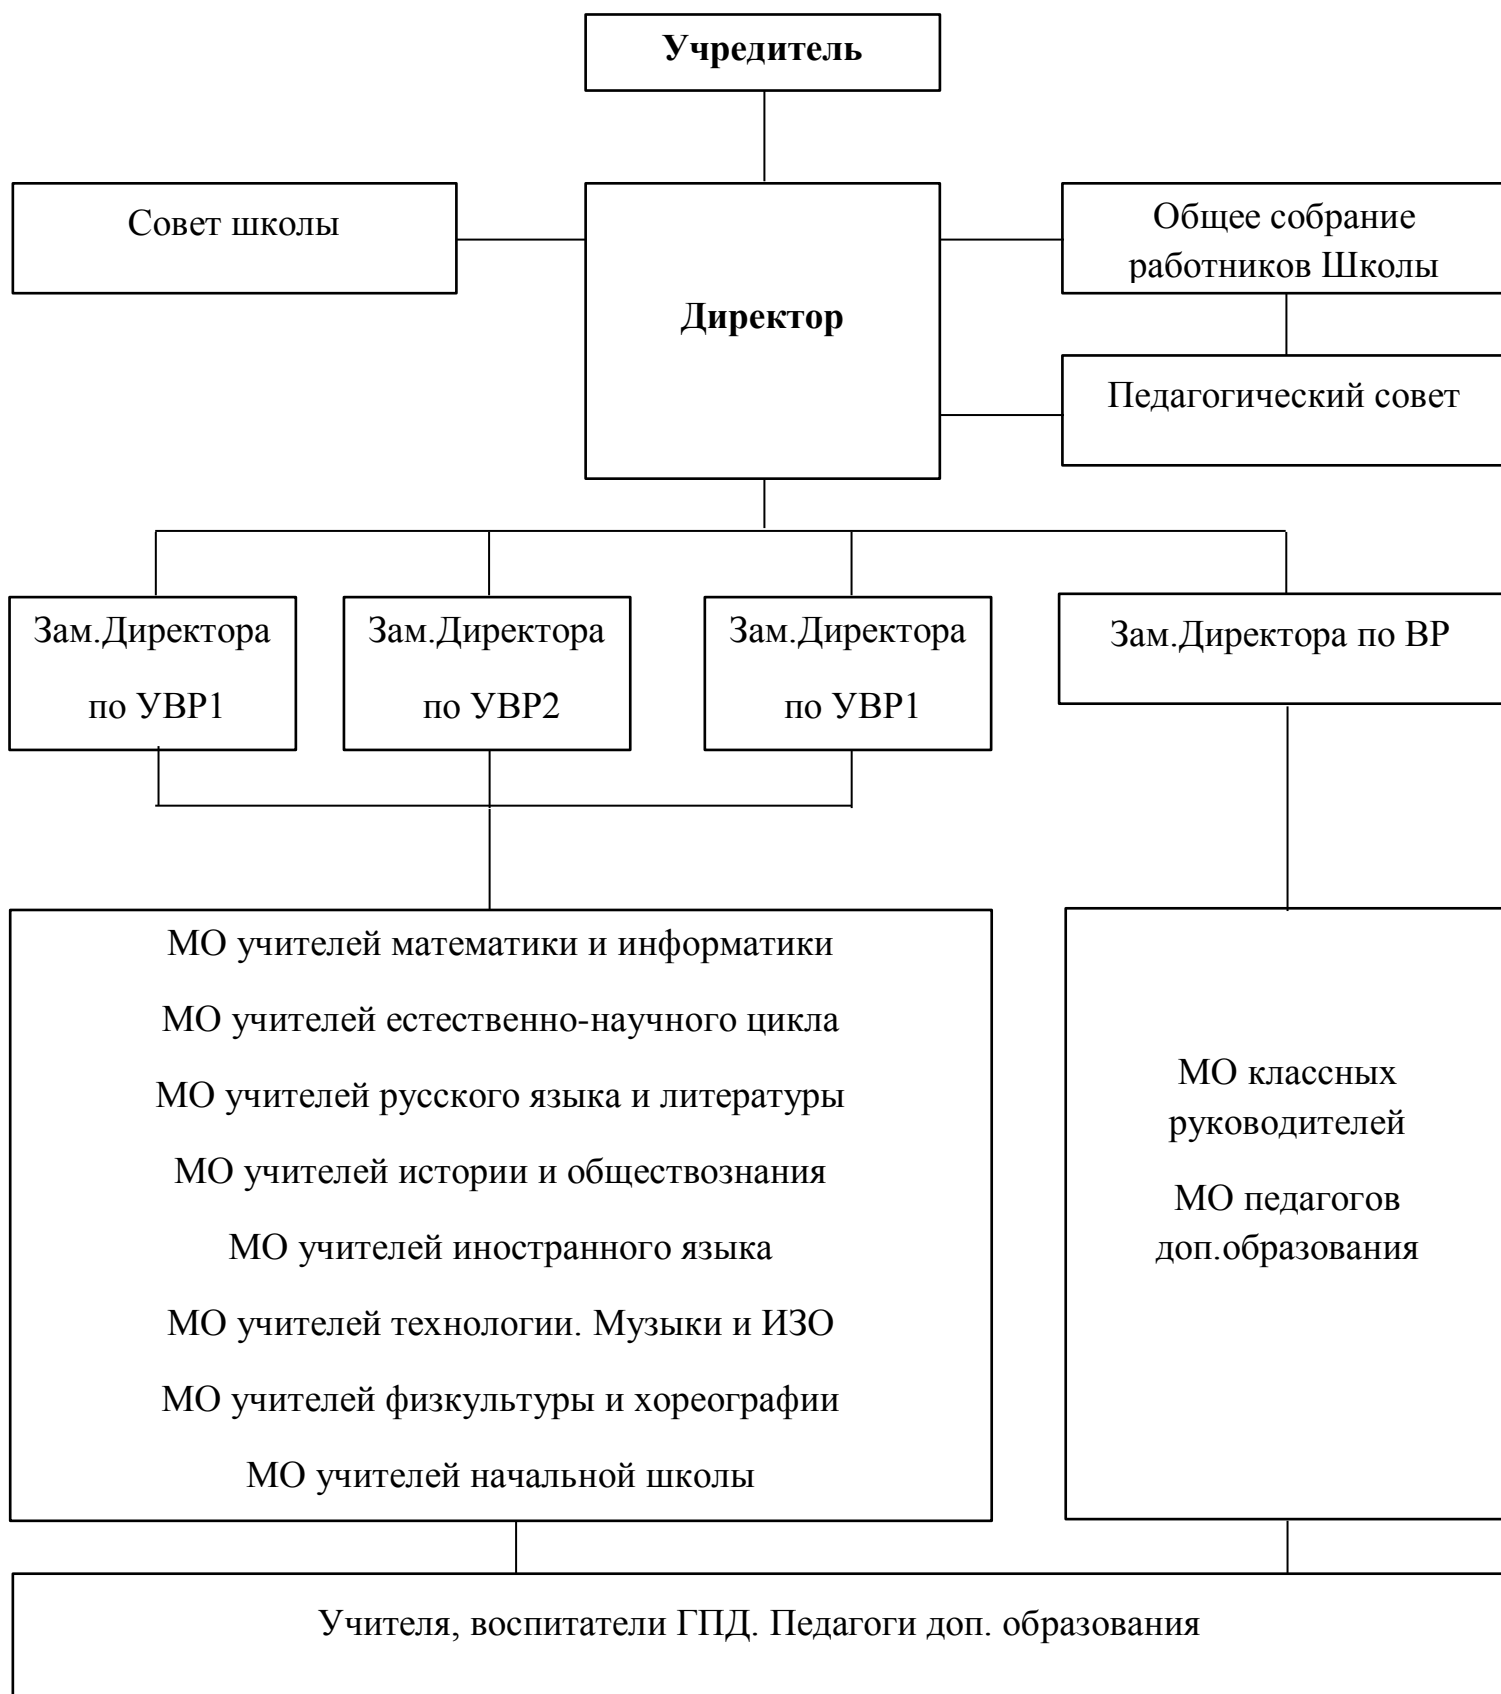 Учредитель
Совет школы
Общее собрание
работников Школы
Директор
Педагогический совет
Зам.Директора
по УВР1
Зам.Директора
по УВР2
Зам.Директора
по УВР1
Зам.Директора по ВР
МО учителей математики и информатики
МО учителей естественно-научного цикла
МО учителей русского языка и литературы
МО учителей истории и обществознания
МО учителей иностранного языка
МО учителей технологии. Музыки и ИЗО
МО учителей физкультуры и хореографии
МО учителей начальной школы
МО классных
руководителей
МО педагогов
доп.образования
Учителя, воспитатели ГПД. Педагоги доп. образования